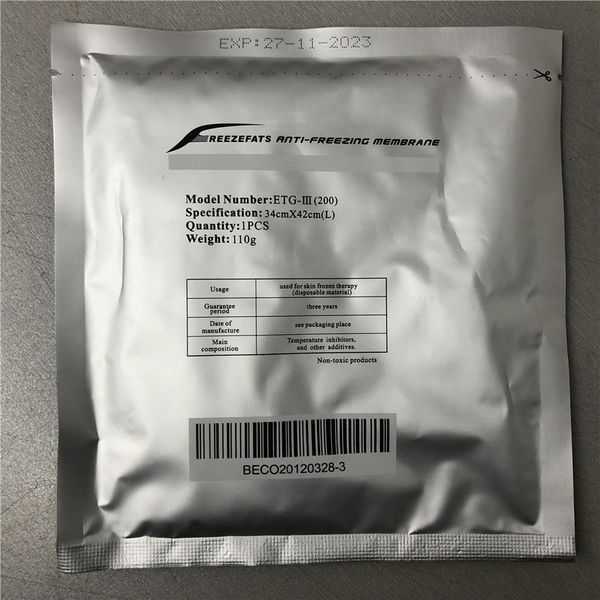 EXP:27-11-2023
FREEZEFATS ANTI-FREEZING MEMBRANE
Model Number:ETG-III(200)
Specification: 34cmX42cm(L)
Quantity:1PCS
Weight: 110g
Usage
used for skin frozen therapy
(disposable material)
Guarantee
period
three years
Date of
manufacture
see packaging place
Main
composition
Temperature inhibitors,
and other additives.
Non-toxic products
BECO20120328-3